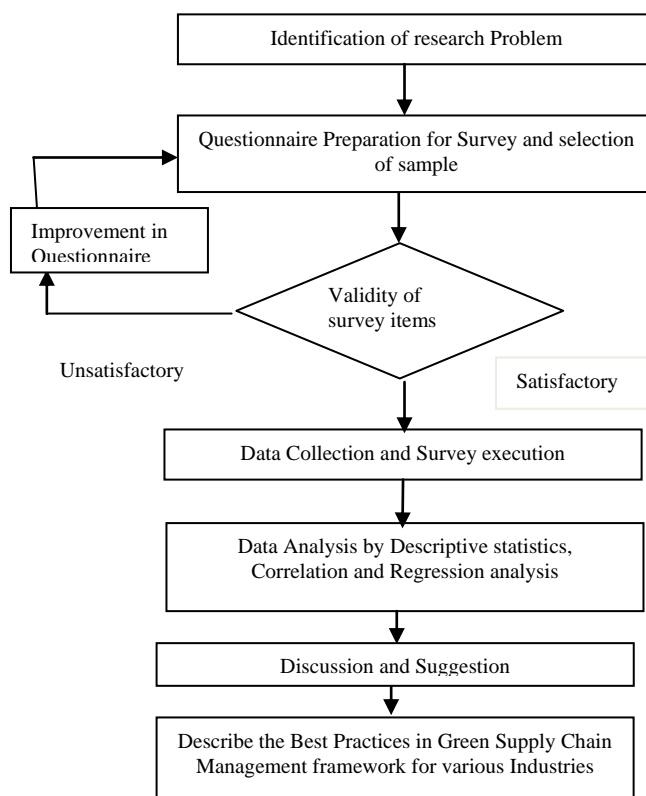 Identification of research Problem
Questionnaire Preparation for Survey and selection
of sample
Improvement in
Questionnaire
Validity of
survey items
Unsatisfactory
Satisfactory
Data Collection and Survey execution
Data Analysis by Descriptive statistics,
Correlation and Regression analysis
Discussion and Suggestion
Describe the Best Practices in Green Supply Chain
Management framework for various Industries